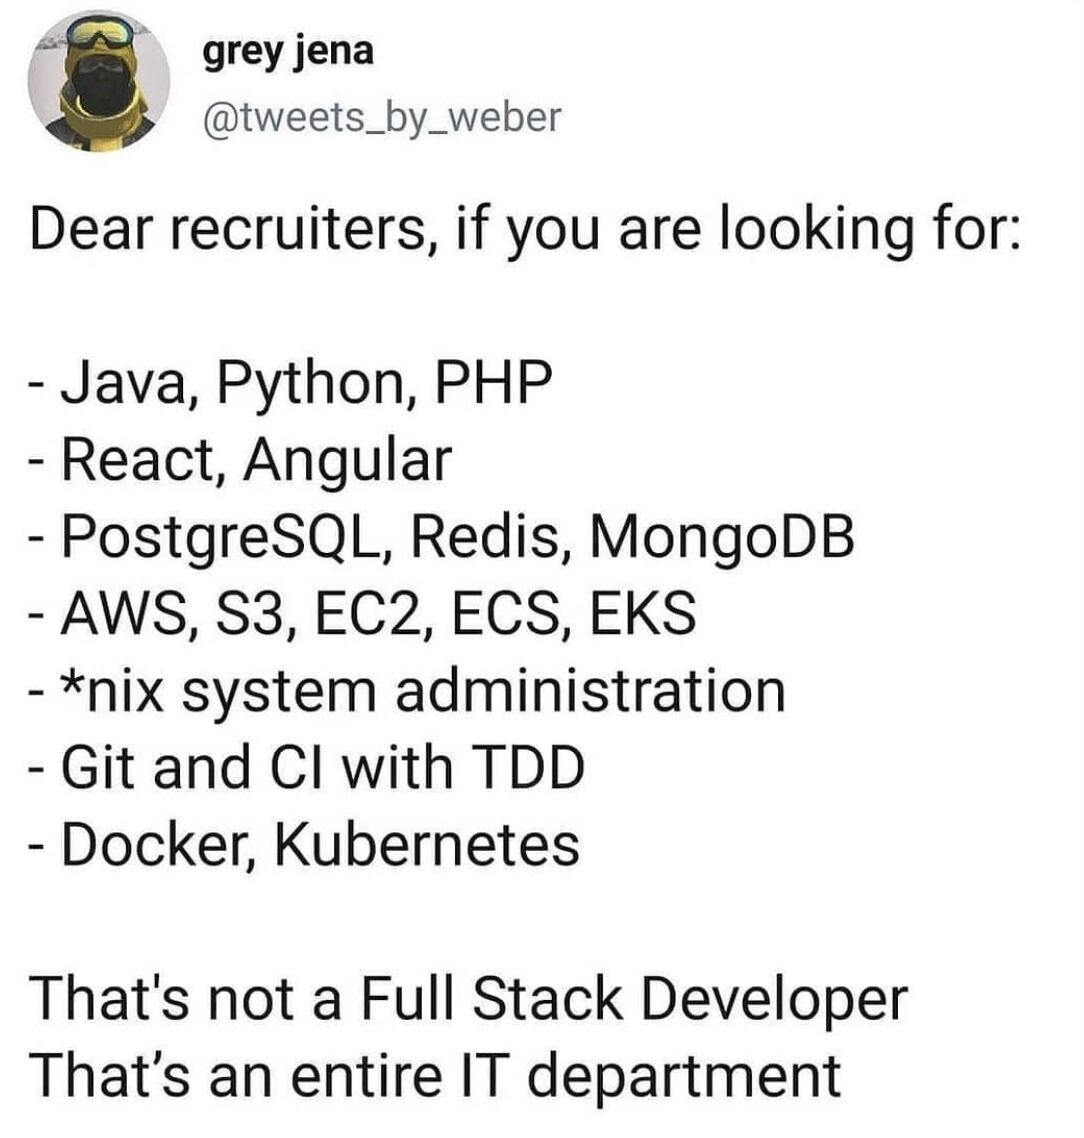 grey jena
@tweets_by_weber
Dear recruiters, if you are looking for:
- Java, Python, PHP
- React, Angular
- PostgreSQL, Redis, MongoDB
- AWS, S3, EC2, ECS, EKS
- *nix system administration
- Git and CI with TDD
- Docker, Kubernetes
That's not a Full Stack Developer
That's an entire IT department